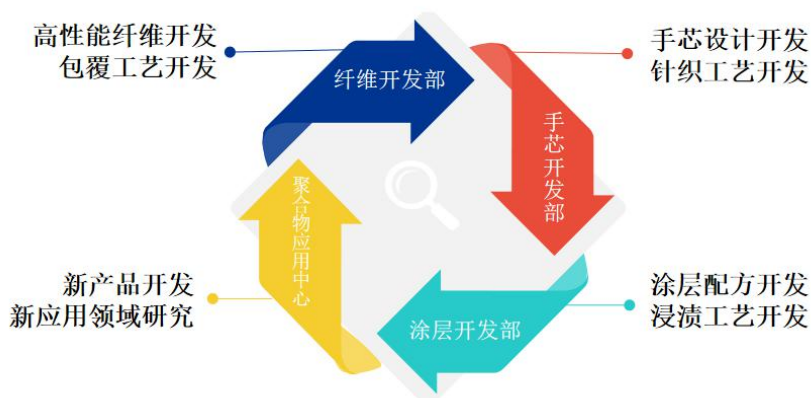 高性能纤维开发
包覆工艺开发
纤维开发部
手芯设计开发
针织工艺开发
手芯开发部
涂层配方开发
浸渍工艺开发
涂层开发部
新产品开发
新应用领域研究
聚合物应用中心